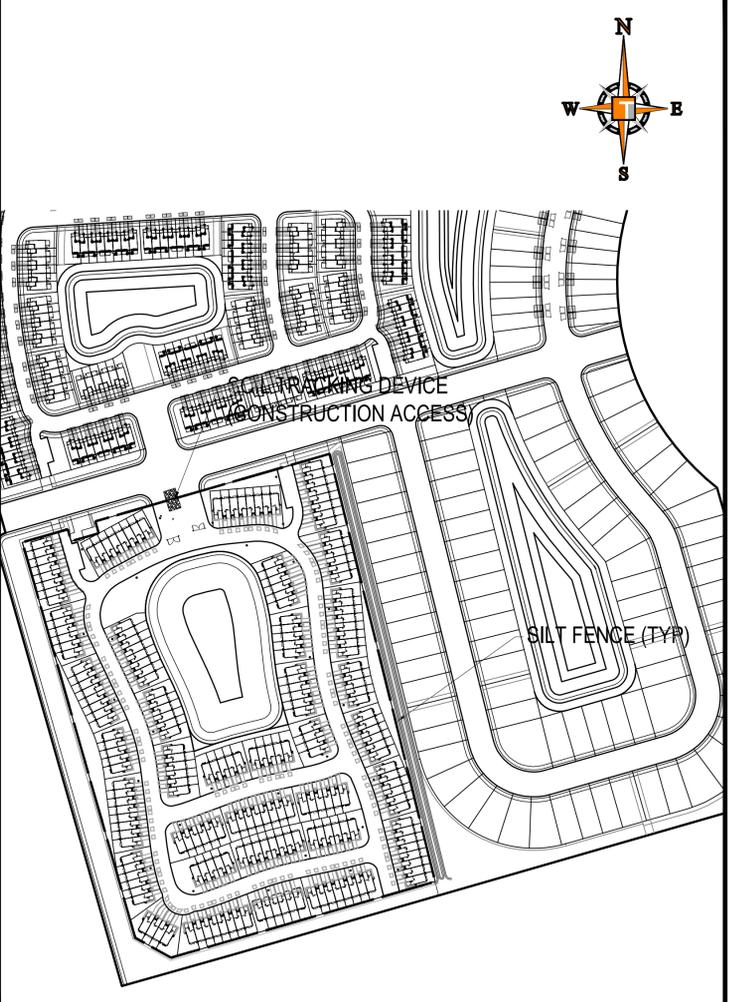 N
W T E
S
SOIL TRACKING DEVICE
(CONSTRUCTION ACCESS)
SILT FENCE (TYP)